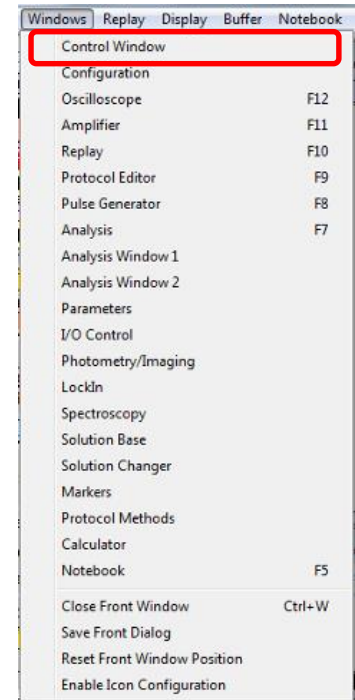 Windows Replay Display Buffer Notebook
Control Window
Configuration
Oscilloscope F12
Amplifier F11
Replay F10
Protocol Editor F9
Pulse Generator F8
Analysis F7
Analysis Window 1
Analysis Window 2
Parameters
I/O Control
Photometry/Imaging
LockIn
Spectroscopy
Solution Base
Solution Changer
Markers
Protocol Methods
Calculator
Notebook F5
Close Front Window Ctrl+W
Save Front Dialog
Reset Front Window Position
Enable Icon Configuration